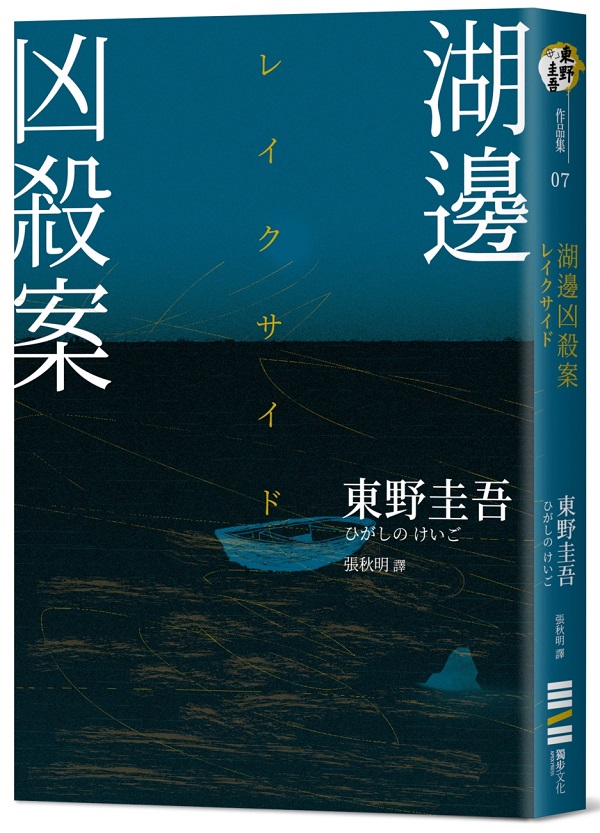 湖邊
凶殺案
レイクサイド
東野圭吾
ひがしの けいご
張秋明 譯
東野
圭吾
作品集
07
湖邊凶殺案
レイクサイド
東野圭吾
ひがしの けいご
張秋明 譯
獨步文化